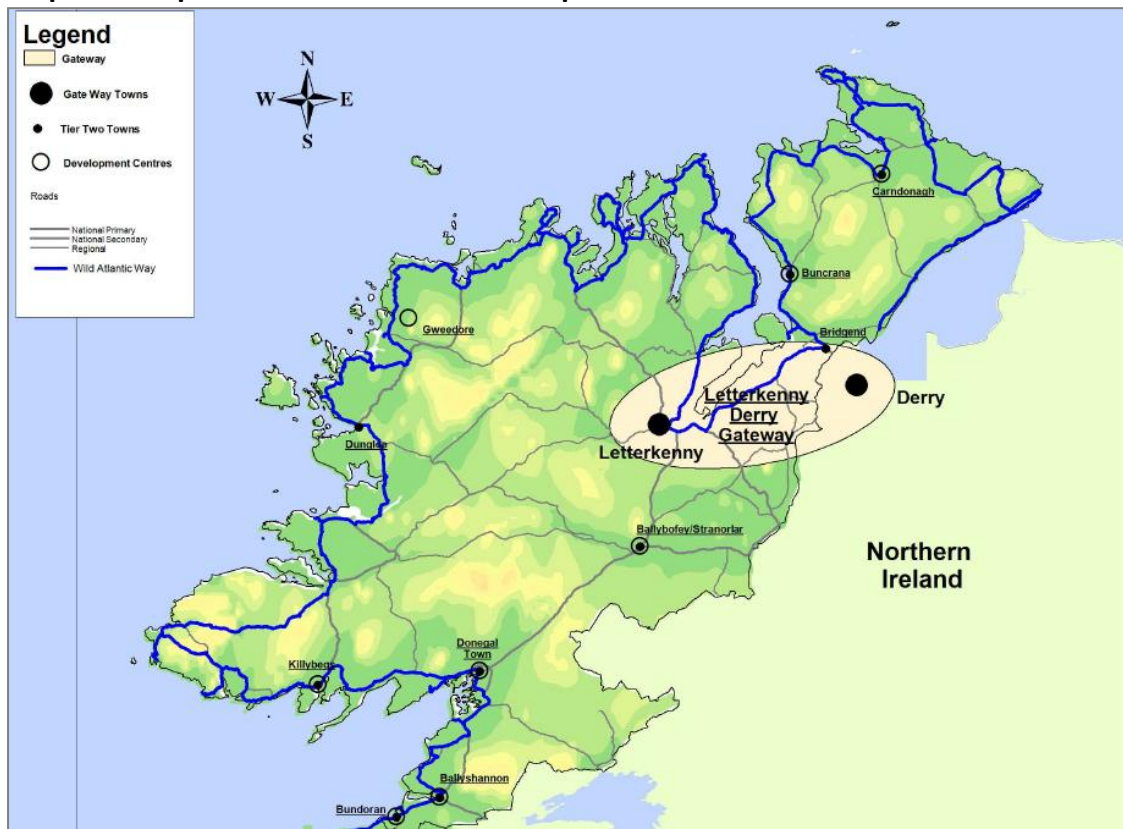 Legend
Gateway
Gate Way Towns
Tier Two Towns
Development Centres
Roads
National Primary
National Secondary
Regional
Wild Atlantic Way
N
W E
S
Carndonagh
Buncrana
Bridgend
Gweedore
Letterkenny
Derry
Gateway
Derry
Dungloe
Letterkenny
Ballybofey/Stranorlar
Northern
Ireland
Donegal
Town
Killybegs
Ballyshannon
Bundoran